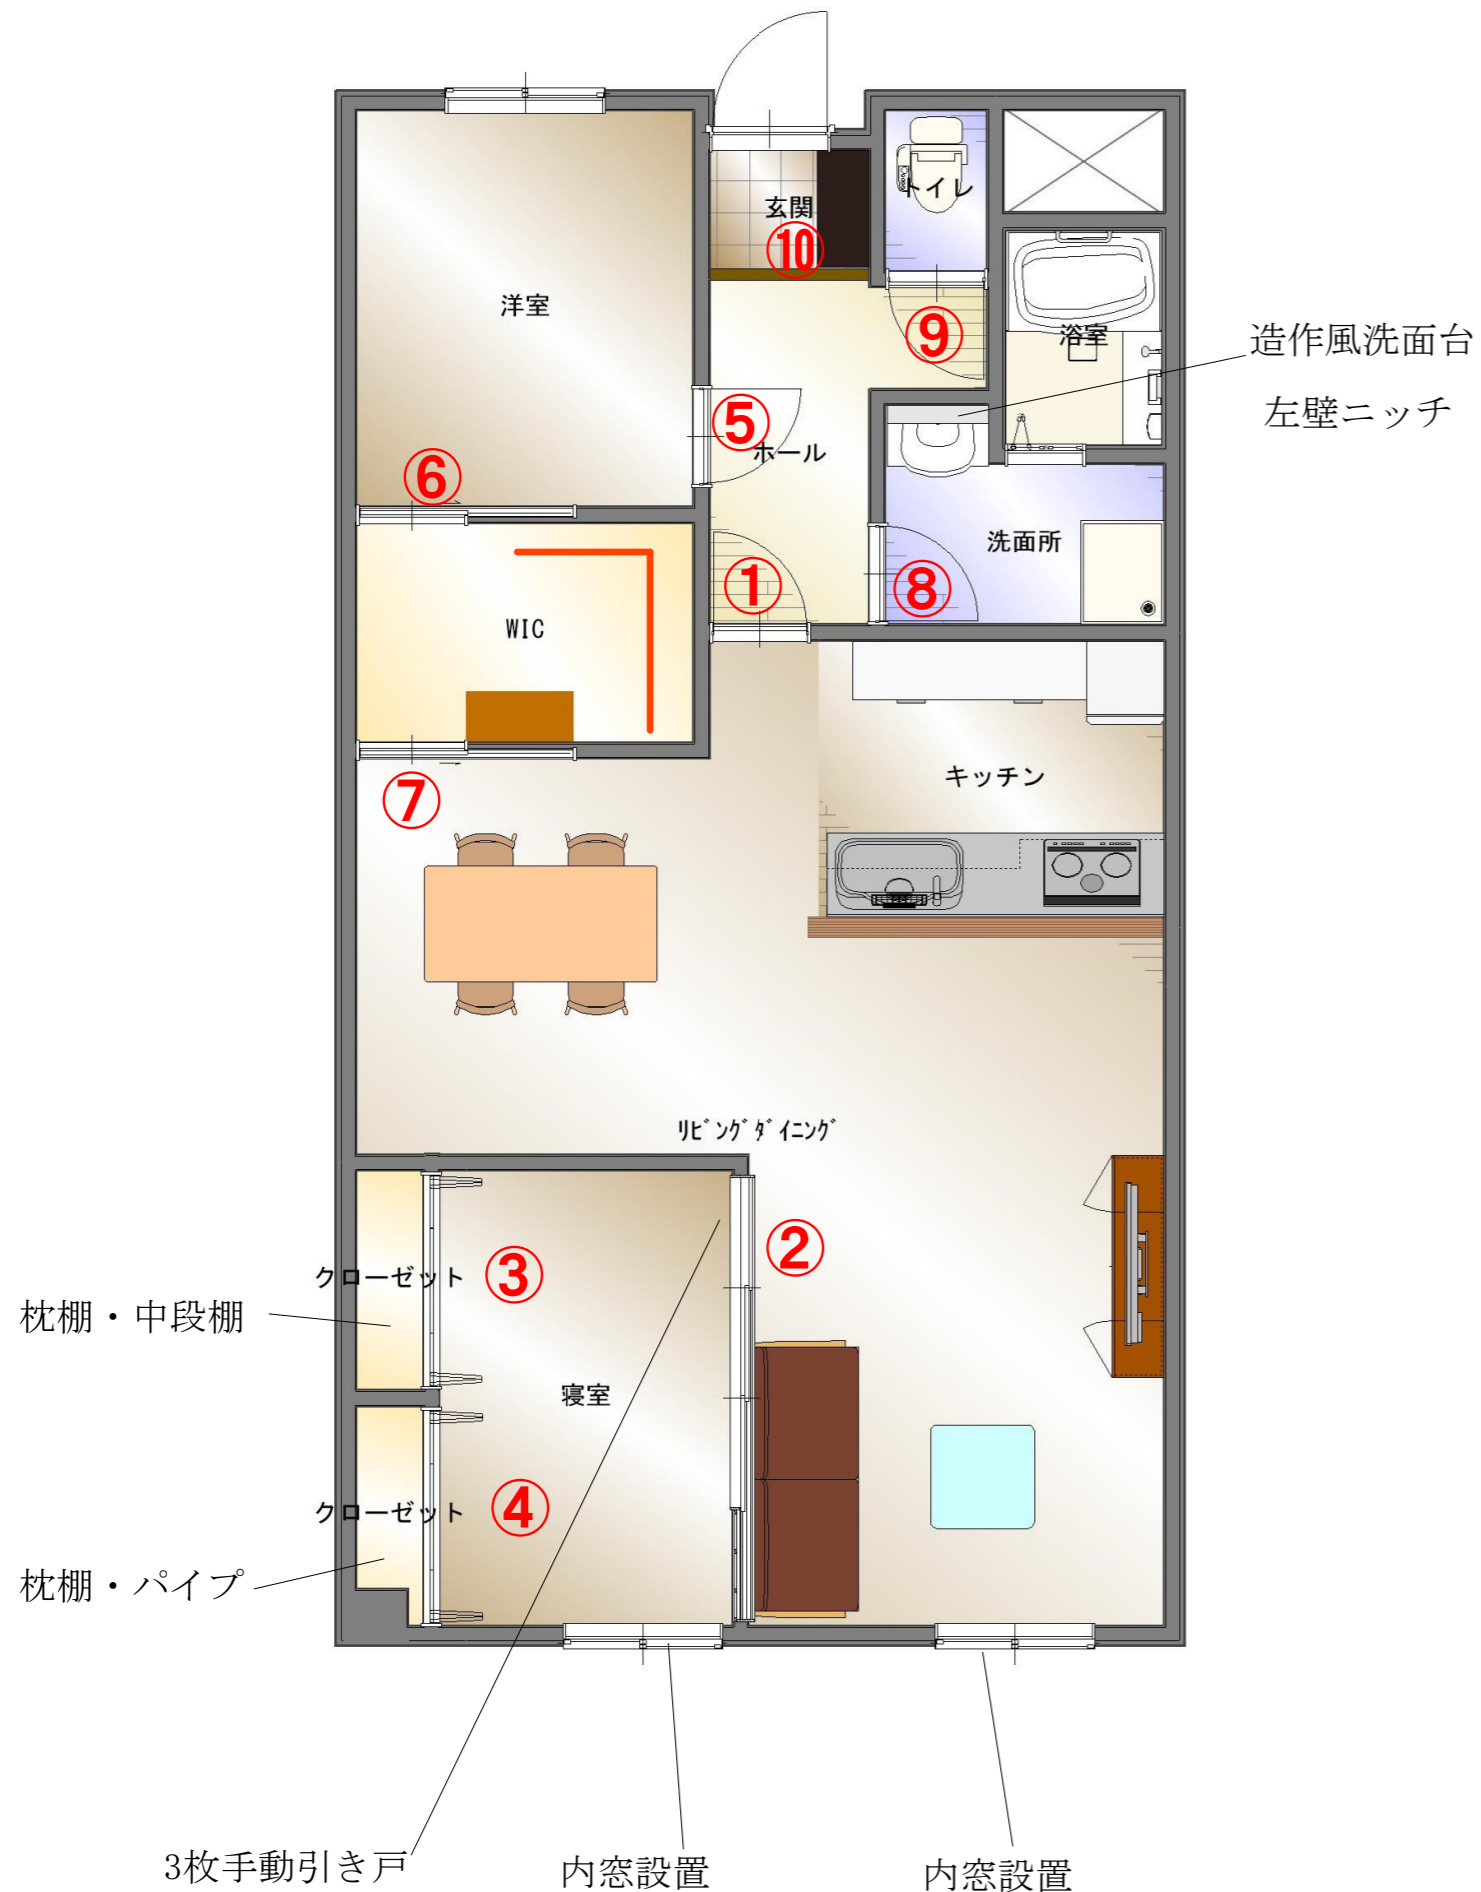 トイレ
玄関
⑩
洋室
⑨
浴室
造作風洗面台
左壁ニッチ
⑤
ホール
⑥
洗面所
①
⑧
WIC
キッチン
⑦
ﾘﾋﾞﾝｸﾞﾀﾞｲﾆﾝｸﾞ
②
クローゼット
③
枕棚・中段棚
寝室
クローゼット
④
枕棚・パイプ
3枚手動引き戸
内窓設置
内窓設置